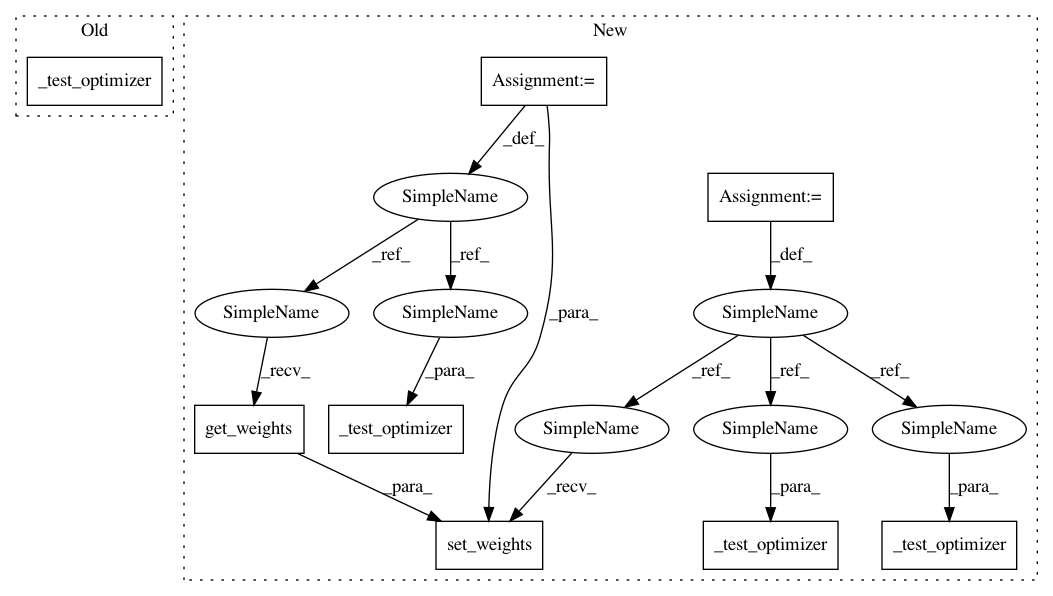 Old
New
_test_optimizer
Assignment:=
_def_
SimpleName
Assignment:=
_ref_
_ref_
_def_
SimpleName
SimpleName
_para_
SimpleName
_recv_
_para_
_ref_
_ref_
_ref_
get_weights
_test_optimizer
SimpleName
SimpleName
SimpleName
_para_
_recv_
_para_
_para_
set_weights
_test_optimizer
_test_optimizer